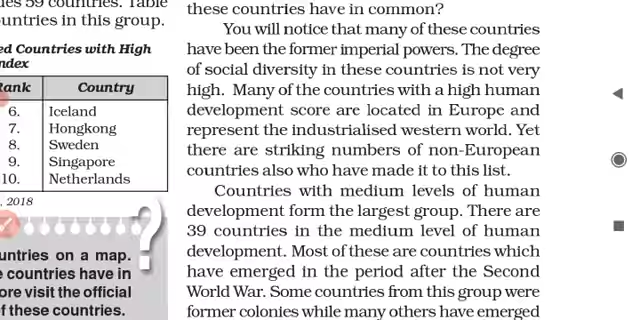 des 59 countries. Table
ountries in this group.
ed Countries with High
ndex
Rank Country
6. Iceland
7. Hongkong
8. Sweden
9. Singapore
10. Netherlands
, 2018
untries on a map.
e countries have in
ore visit the official
f these countries.
these countries have in common?
You will notice that many of these countries
have been the former imperial powers. The degree
of social diversity in these countries is not very
high. Many of the countries with a high human
development score are located in Europe and
represent the industrialised western world. Yet
there are striking numbers of non-European
countries also who have made it to this list.
Countries with medium levels of human
development form the largest group. There are
39 countries in the medium level of human
development. Most of these are countries which
have emerged in the period after the Second
World War. Some countries from this group were
former colonies while many others have emerged